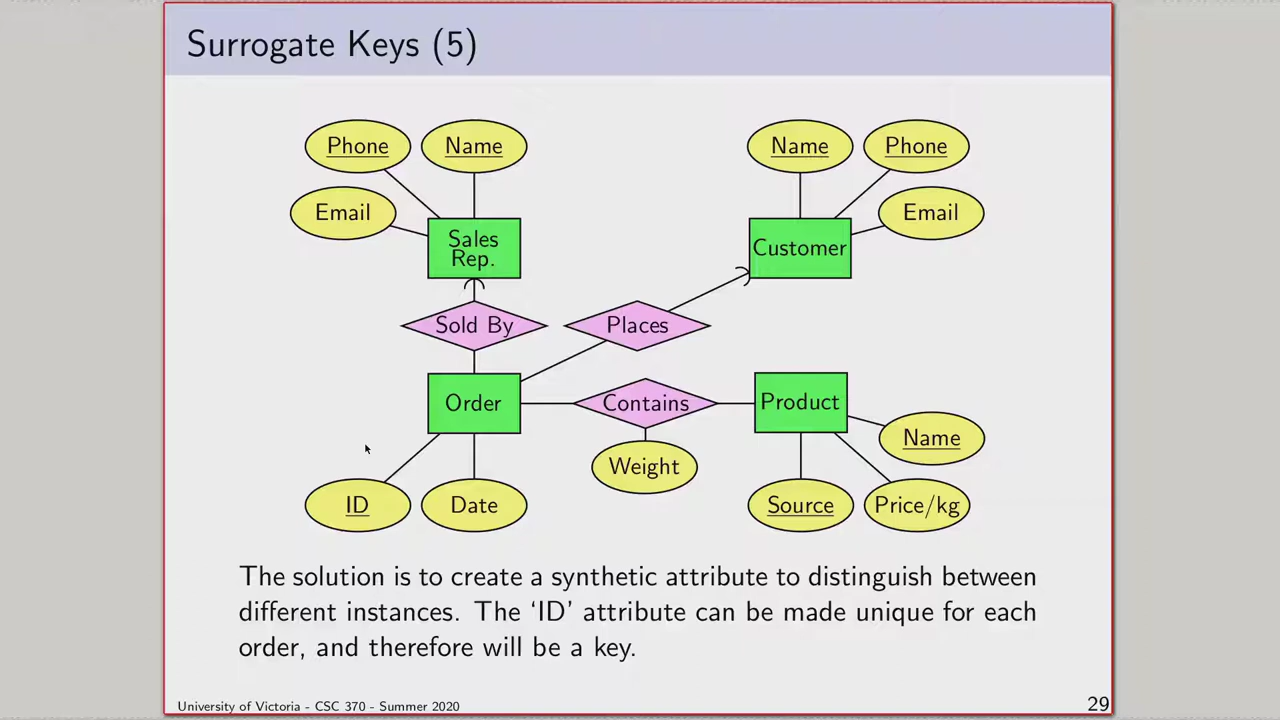 Surrogate Keys (5)
Phone
Name
Name
Phone
Email
Email
Sales
Rep.
Customer
Sold By
Places
Order
Contains
Product
Name
Weight
ID
Date
Source
Price/kg
The solution is to create a synthetic attribute to distinguish between
different instances. The ‘ID’ attribute can be made unique for each
order, and therefore will be a key.
University of Victoria - CSC 370 - Summer 2020
29